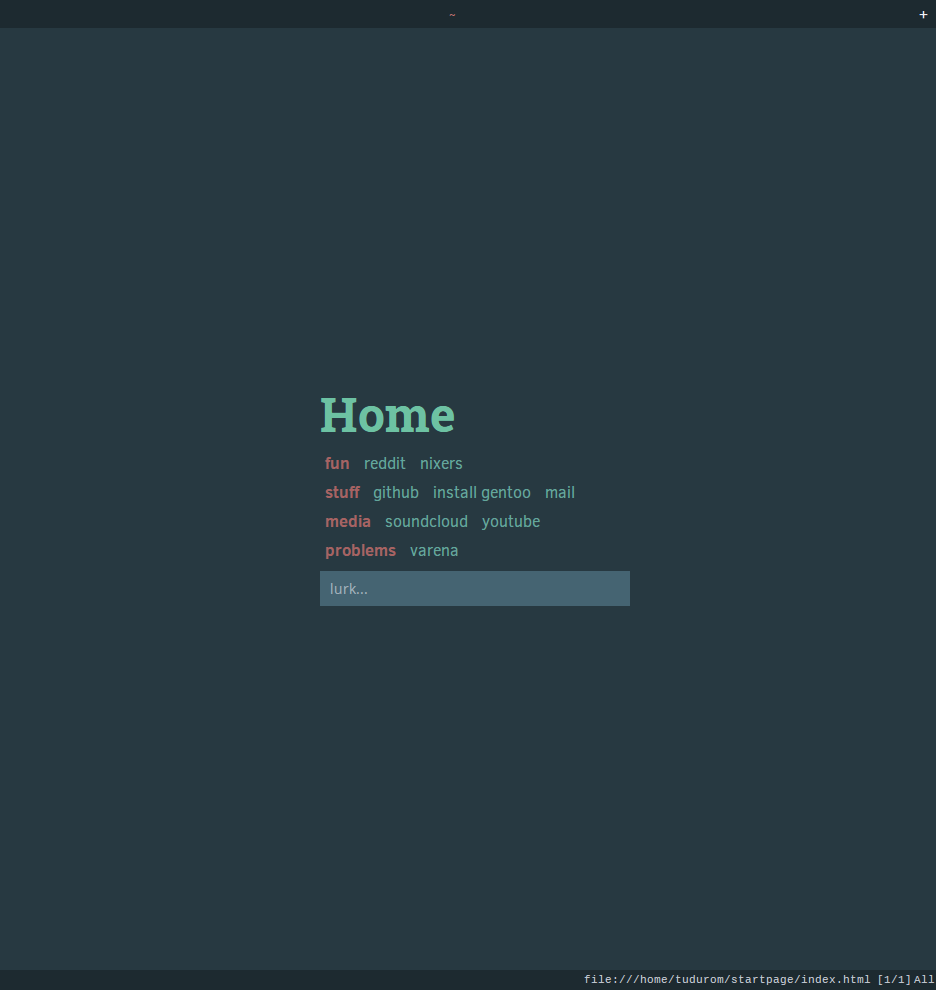 ~ +
Home
fun reddit nixers
stuff github install gentoo mail
media soundcloud youtube
problems varena
lurk...
file:///home/tudurom/startpage/index.html [1/1] All